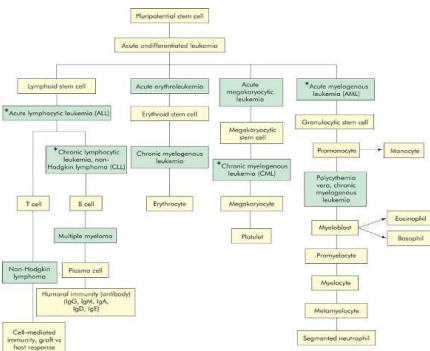 Pluripotential stem cell
Acute undifferentiated leukemia
Lymphoid stem cell
*Acute lymphocytic leukemia (ALL)
*Chronic lymphocytic
leukemia, non-
Hodgkin lymphoma (CLL)
T cell
B cell
Multiple myeloma
Non-Hodgkin
lymphoma
Plasma cell
Humoral immunity (antibody)
(IgG, IgM, IgA,
IgD, IgE)
Cell-mediated
immunity, graft vs
host response
Acute erythroleukemia
Erythroid stem cell
Chronic myelogenous
leukemia
Erythrocyte
Acute
megakaryocytic
leukemia
Megakaryocytic
stem cell
*Chronic myelogenous
leukemia (CML)
Megakaryocyte
Platelet
*Acute myelogenous
leukemia (AML)
Granulocytic stem cell
Promonocyte
Monocyte
Polycythemia
vera, chronic
myelogenous
leukemia
Myeloblast
Eosinophil
Basophil
Promyelocyte
Myelocyte
Metamyelocyte
Segmented neutrophil